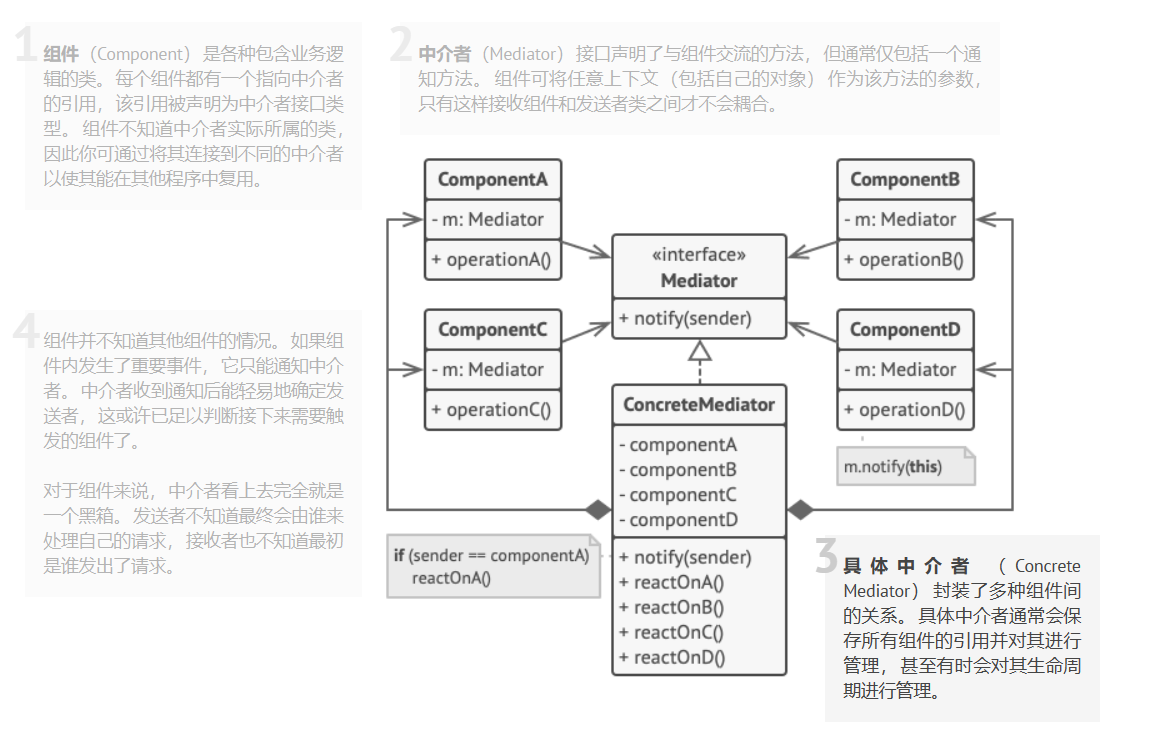 1 组件（Component）是各种包含业务逻
辑的类。每个组件都有一个指向中介者
的引用，该引用被声明为中介者接口类
型。组件不知道中介者实际所属的类，
因此你可通过将其连接到不同的中介者
以使其能在其他程序中复用。
2 中介者（Mediator）接口声明了与组件交流的方法，但通常仅包括一个通
知方法。组件可将任意上下文（包括自己的对象）作为该方法的参数，
只有这样接收组件和发送者类之间才不会耦合。
ComponentA
- m: Mediator
+ operationA()
ComponentB
- m: Mediator
+ operationB()
«interface»
Mediator
+ notify(sender)
ComponentC
- m: Mediator
+ operationC()
ComponentD
- m: Mediator
+ operationD()
m.notify(this)
4 组件并不知道其他组件的情况。如果组
件内发生了重要事件，它只能通知中介
者。中介者收到通知后能轻易地确定发
送者，这或许已足以判断接下来需要触
发的组件了。
对于组件来说，中介者看上去完全就是
一个黑箱。发送者不知道最终会由谁来
处理自己的请求，接收者也不知道最初
是谁发出了请求。
ConcreteMediator
- componentA
- componentB
- componentC
- componentD
+ notify(sender)
+ reactOnA()
+ reactOnB()
+ reactOnC()
+ reactOnD()
if (sender == componentA)
reactOnA()
3 具体中介者（Concrete
Mediator）封装了多种组件间
的关系。具体中介者通常会保
存所有组件的引用并对其进行
管理，甚至有时会对其生命周
期进行管理。